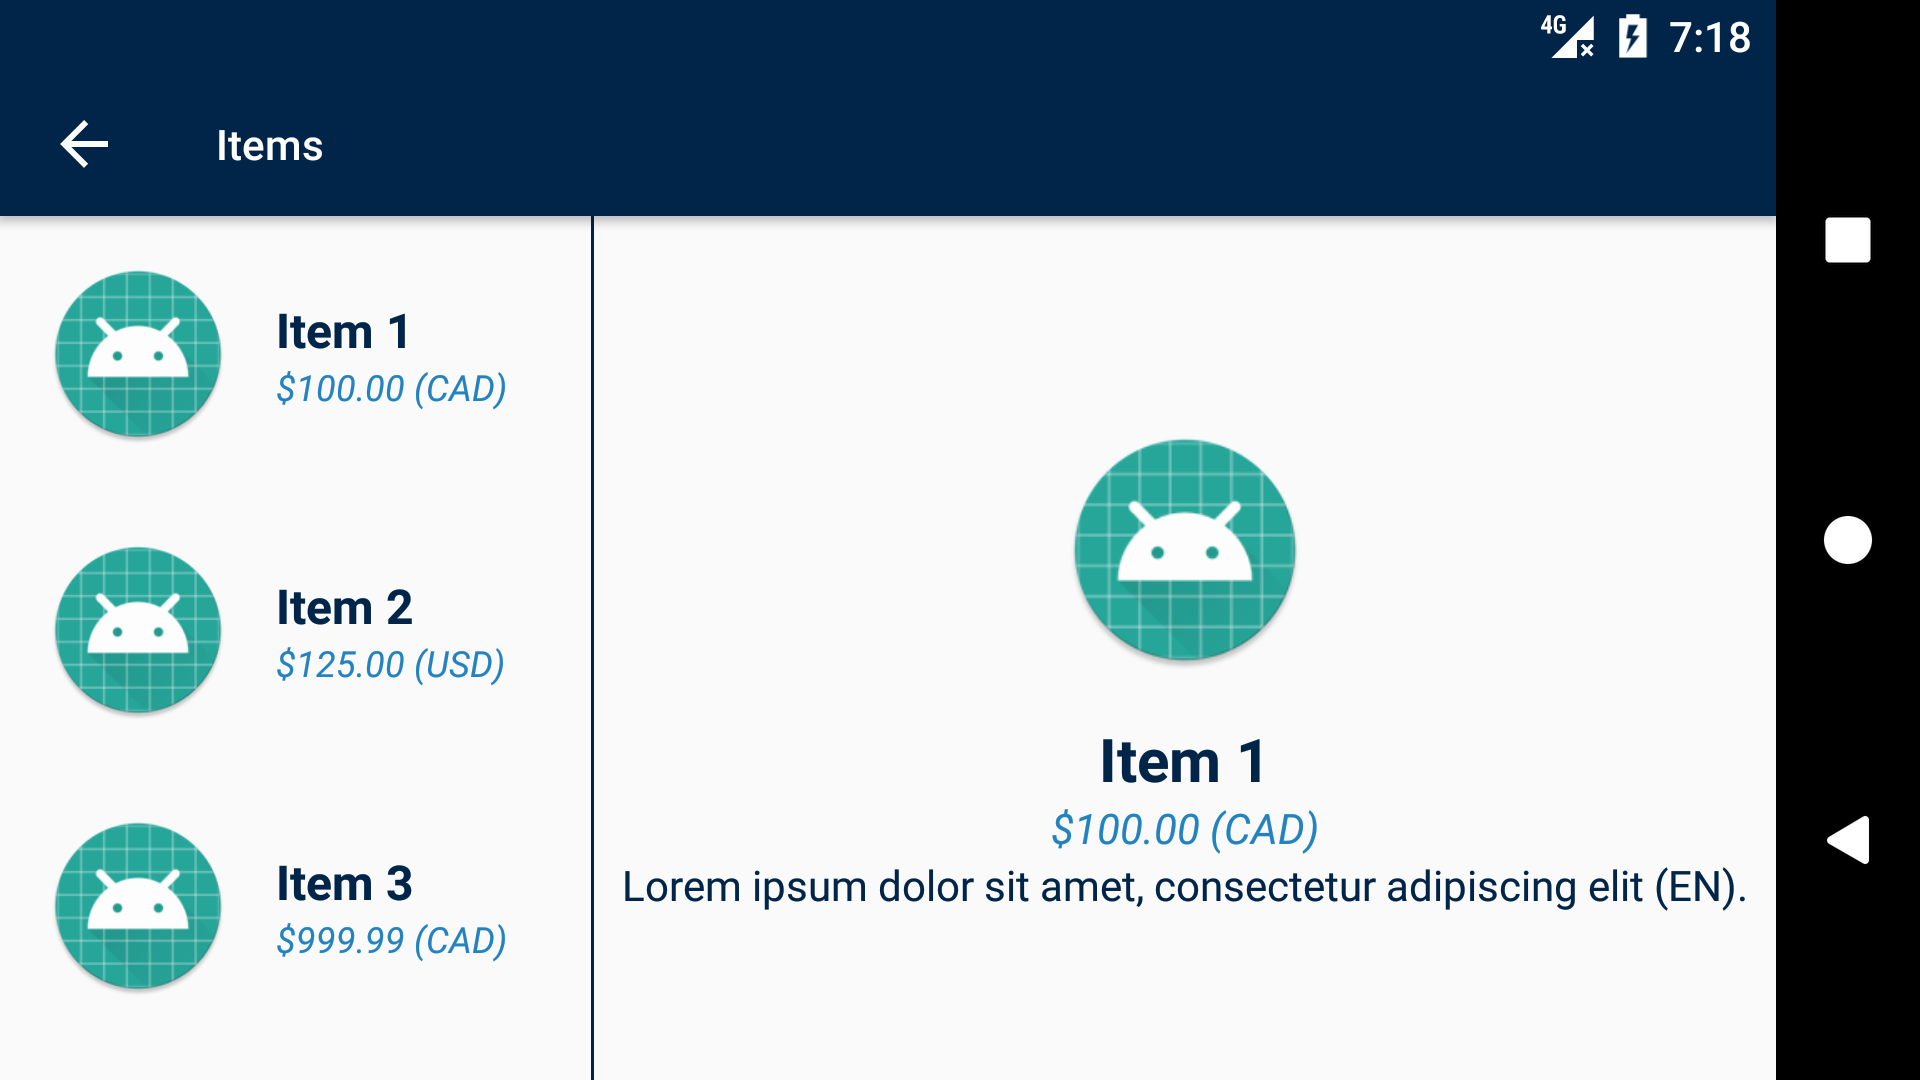 4G 7:18
Items
Item 1
$100.00 (CAD)
Item 2
$125.00 (USD)
Item 3
$999.99 (CAD)
Item 1
$100.00 (CAD)
Lorem ipsum dolor sit amet, consectetur adipiscing elit (EN).